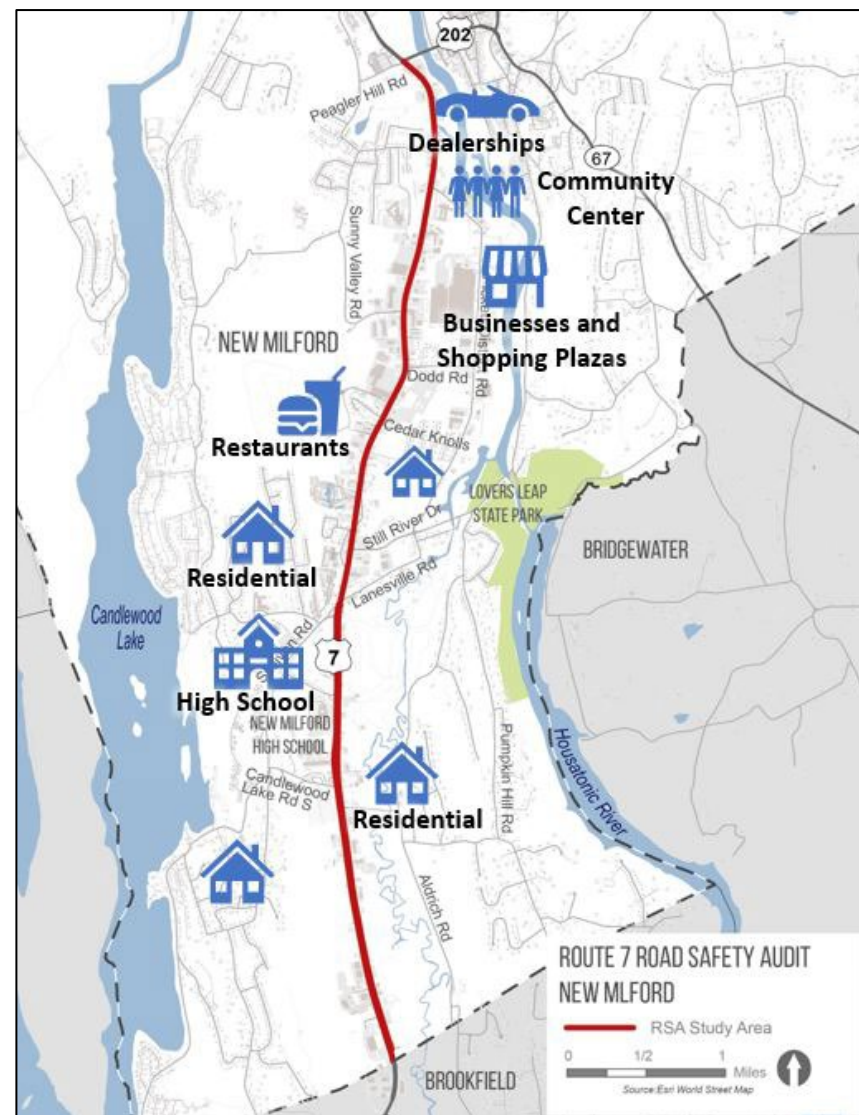 202
Peagler Hill Rd
Dealerships
67
Community
Center
Sunny Valley Rd
Businesses and
Shopping Plazas
NEW MILFORD
Dodd Rd
Restaurants
Cedar Knolls
LOVERS LEAP
STATE PARK
Still River Dr
BRIDGEWATER
Residential
Lanesville Rd
Candlewood
Lake
7
High School
NEW MILFORD
HIGH SCHOOL
Pumpkin Hill Rd
Housatonic River
Candlewood
Lake Rd S
Residential
Aldrich Rd
ROUTE 7 ROAD SAFETY AUDIT
NEW MLFORD
RSA Study Area
0 1/2 1
Miles
Source:Esri World Street Map
BROOKFIELD